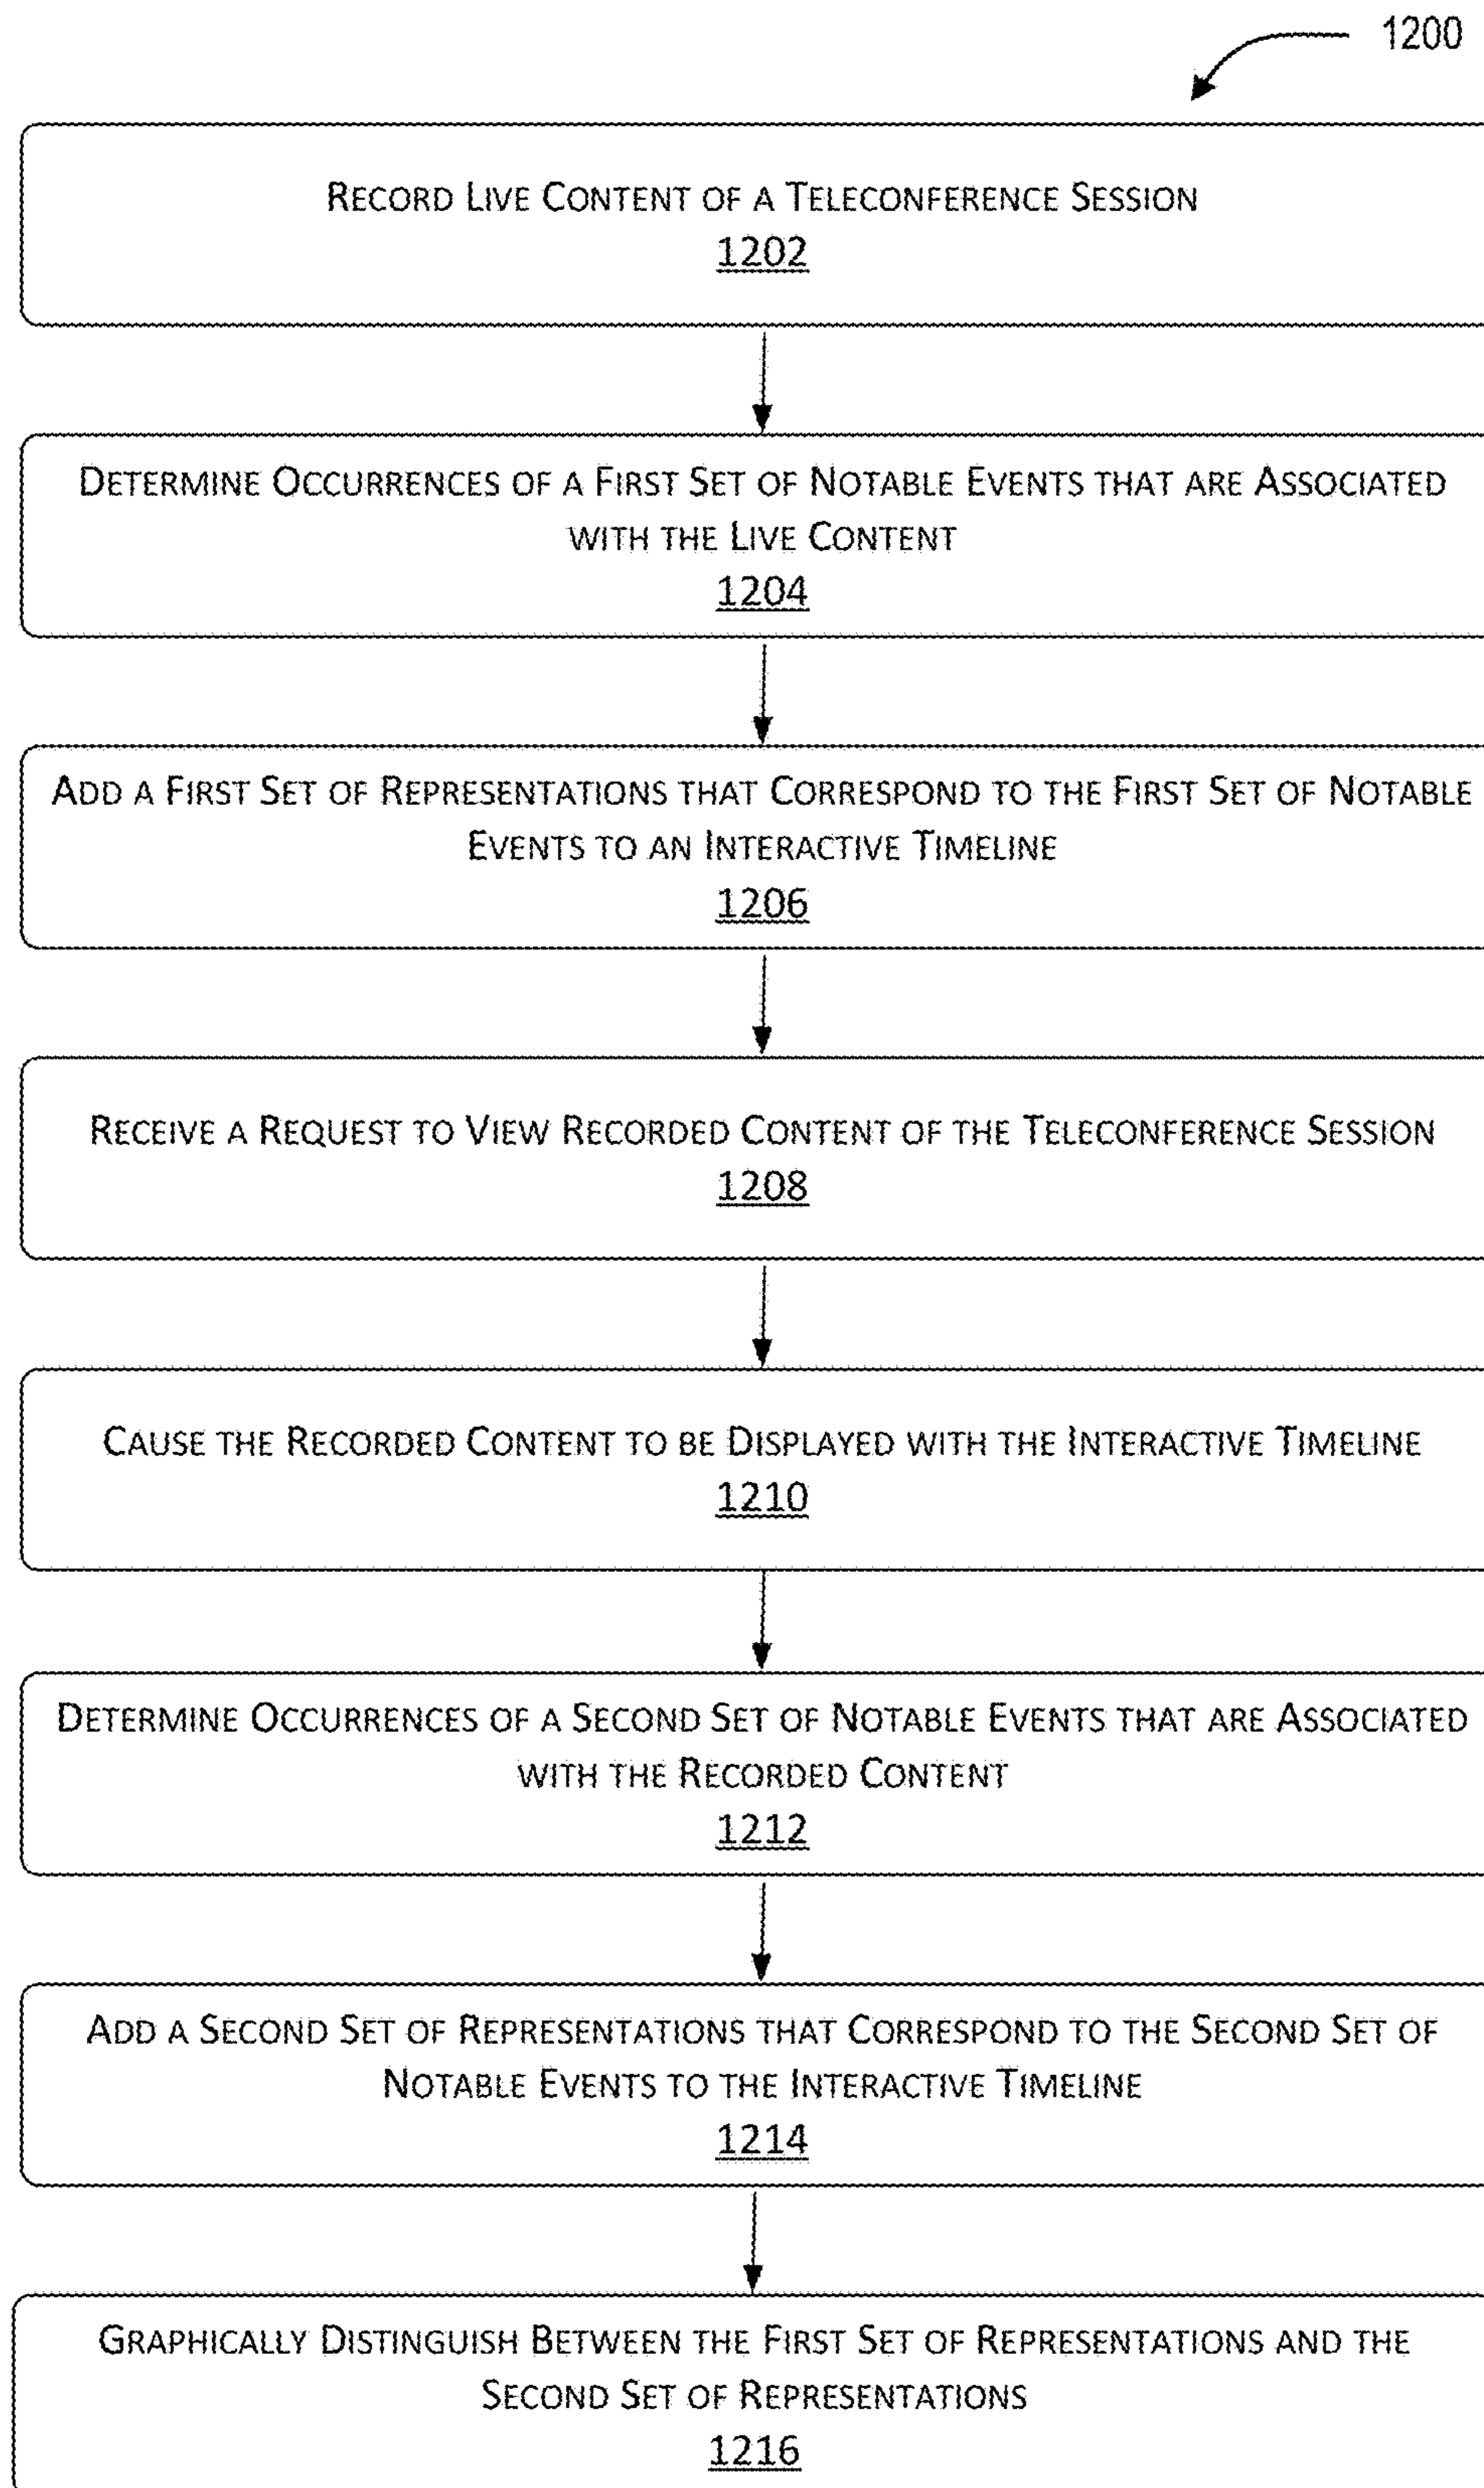 1200
RECORD LIVE CONTENT OF A TELECONFERENCE SESSION
1202
DETERMINE OCCURRENCES OF A FIRST SET OF NOTABLE EVENTS THAT ARE ASSOCIATED
WITH THE LIVE CONTENT
1204
ADD A FIRST SET OF REPRESENTATIONS THAT CORRESPOND TO THE FIRST SET OF NOTABLE
EVENTS TO AN INTERACTIVE TIMELINE
1206
RECEIVE A REQUEST TO VIEW RECORDED CONTENT OF THE TELECONFERENCE SESSION
1208
CAUSE THE RECORDED CONTENT TO BE DISPLAYED WITH THE INTERACTIVE TIMELINE
1210
DETERMINE OCCURRENCES OF A SECOND SET OF NOTABLE EVENTS THAT ARE ASSOCIATED
WITH THE RECORDED CONTENT
1212
ADD A SECOND SET OF REPRESENTATIONS THAT CORRESPOND TO THE SECOND SET OF
NOTABLE EVENTS TO THE INTERACTIVE TIMELINE
1214
GRAPHICALLY DISTINGUISH BETWEEN THE FIRST SET OF REPRESENTATIONS AND THE
SECOND SET OF REPRESENTATIONS
1216